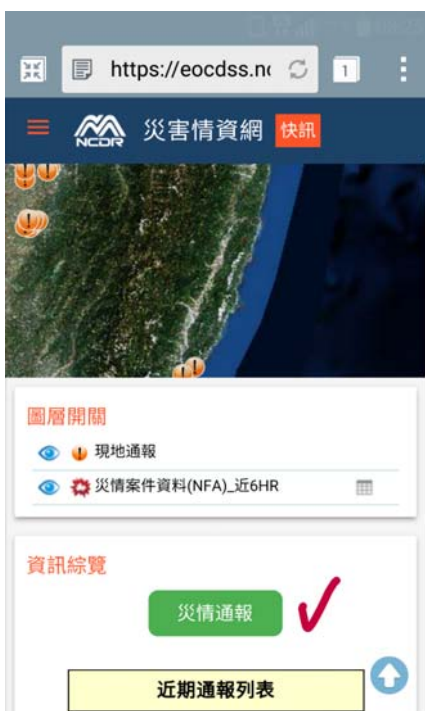 https://eocdss.n
1
NCDR 災害情資網 快訊
圖層開關
現地通報
災情案件資料(NFA)_近6HR
資訊綜覽
災情通報
近期通報列表